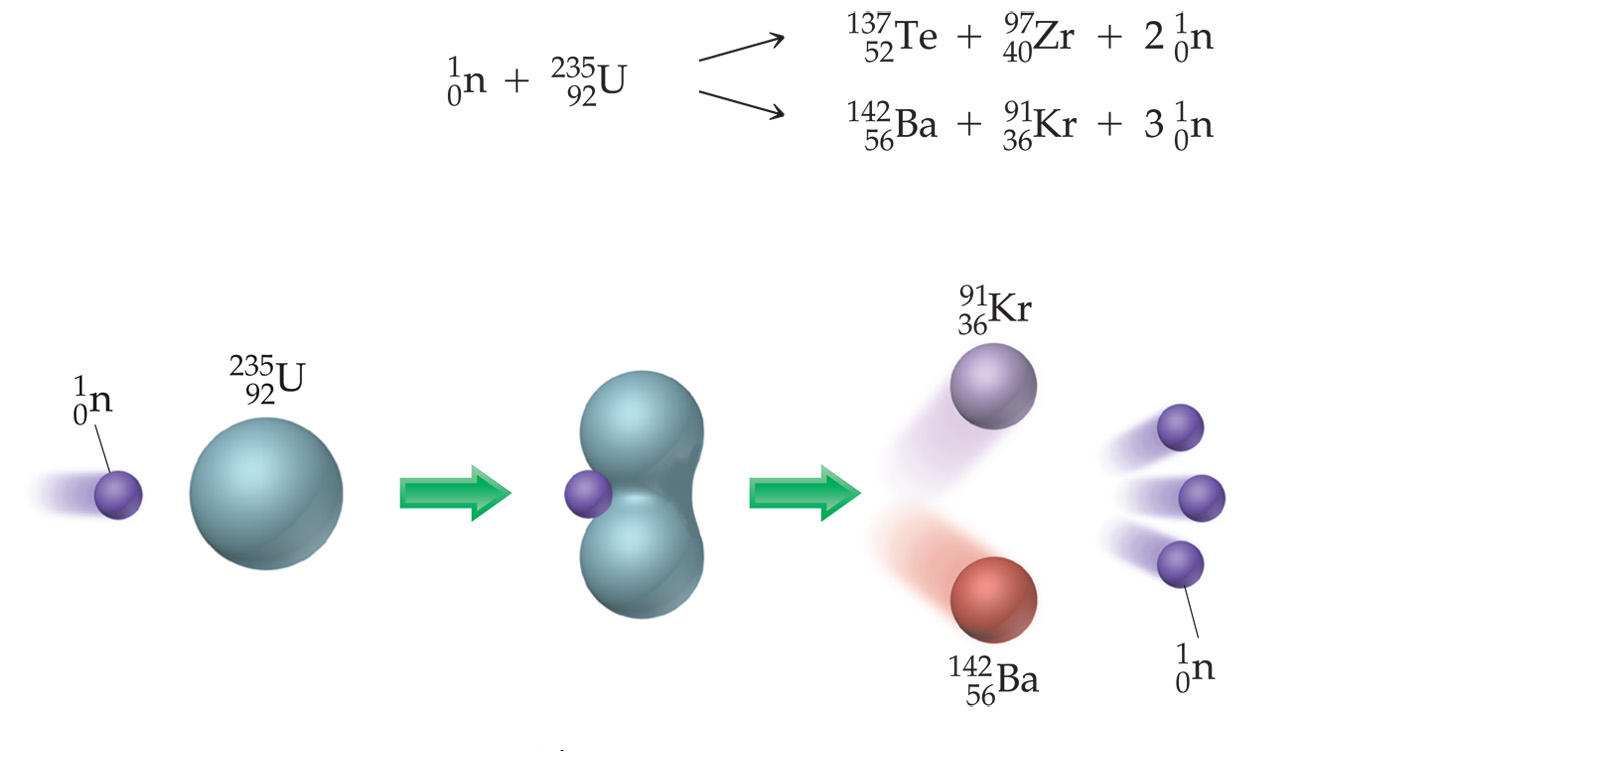 ¹₀n + ²³⁵₉₂U
¹³⁷₅₂Te + ⁹⁷₄₀Zr + 2 ¹₀n
¹⁴²₅₆Ba + ⁹¹₃₆Kr + 3 ¹₀n
¹₀n
²³⁵₉₂U
⁹¹₃₆Kr
¹⁴²₅₆Ba
¹₀n